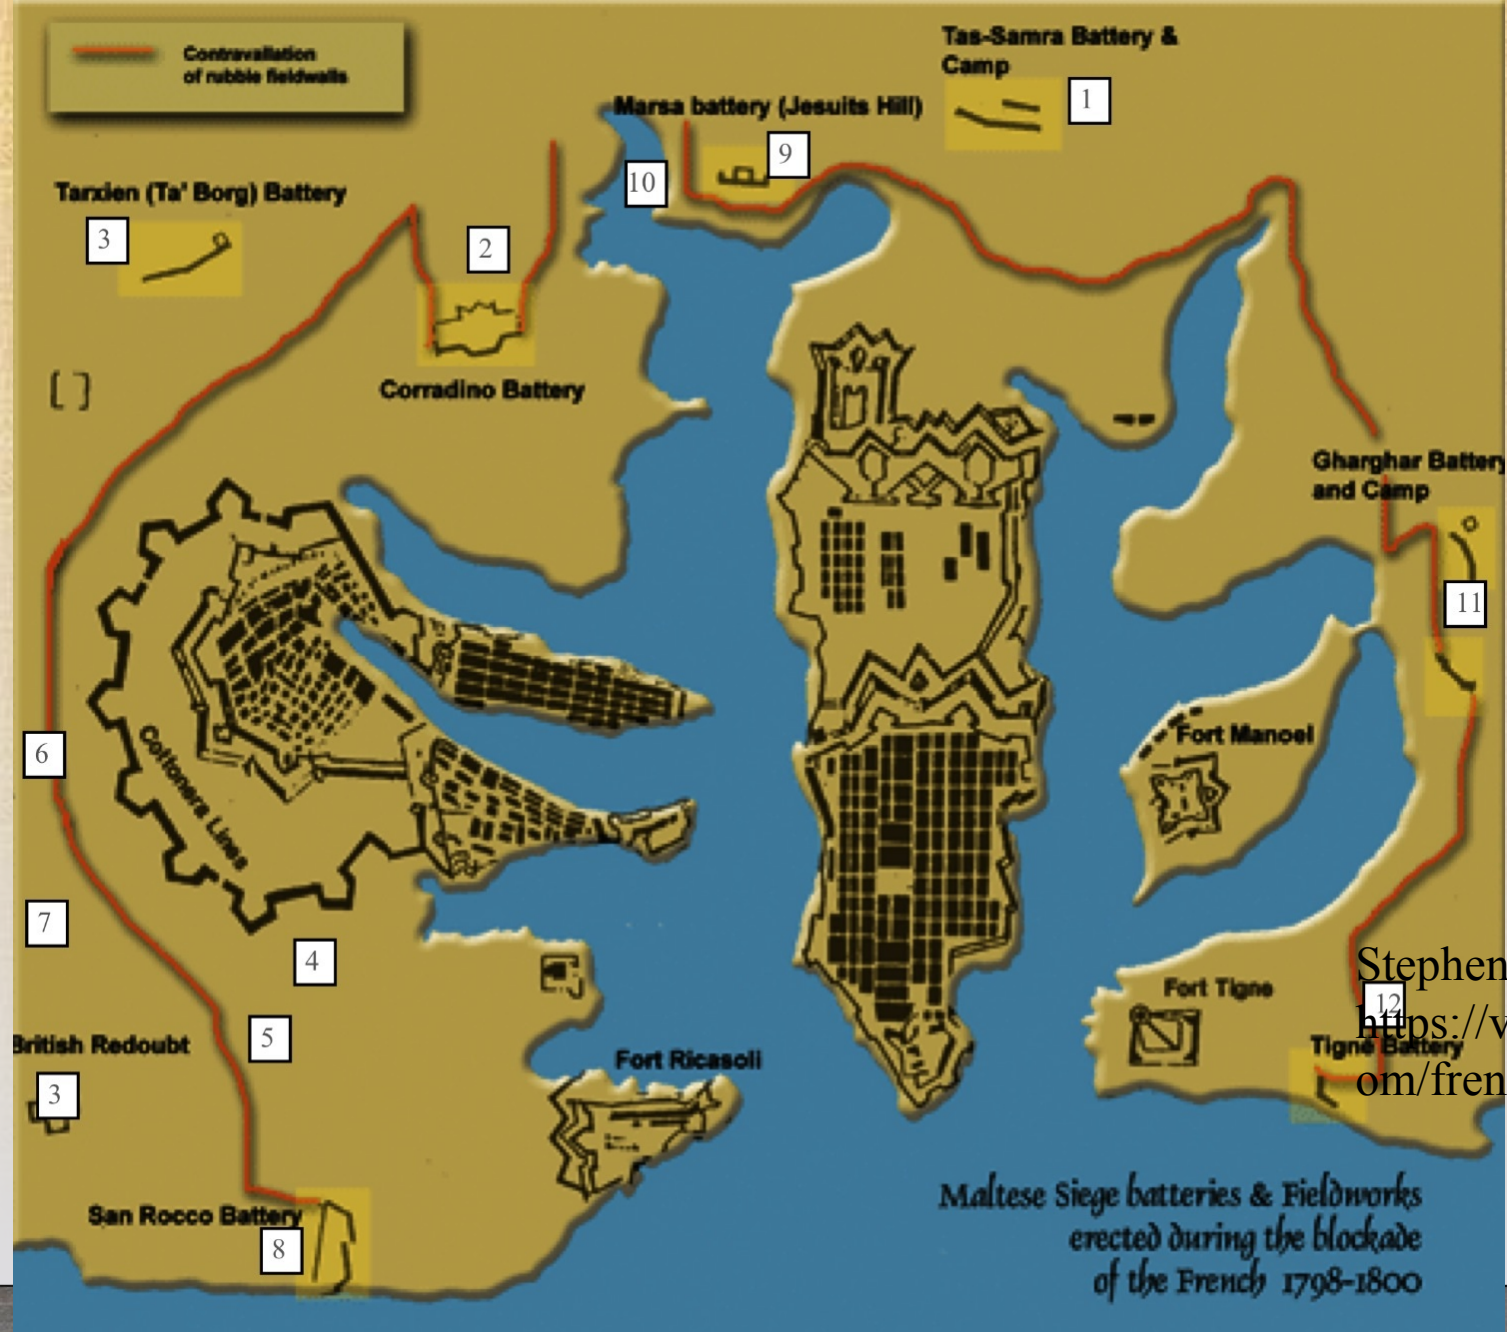 Contravallation
of rubble fieldwalls
Tas-Samra Battery &
Camp
1
Marsa battery (Jesuits Hill)
9
10
Tarxien (Ta' Borg) Battery
3
2
Corradino Battery
Gharghar Battery
and Camp
11
Cottonera Lines
6
Fort Manoel
7
4
5
Stephen
Fort Tigne
12
https://v
British Redoubt
Tigne Battery
3
Fort Ricasoli
om/fren
San Rocco Battery
8
Maltese Siege batteries & Fieldworks
erected during the blockade
of the French 1798-1800